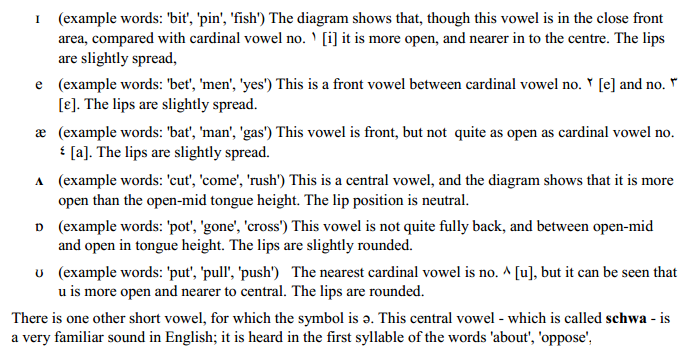 ɪ (example words: 'bit', 'pin', 'fish') The diagram shows that, though this vowel is in the close front
area, compared with cardinal vowel no. ١ [i] it is more open, and nearer in to the centre. The lips
are slightly spread,
e (example words: 'bet', 'men', 'yes') This is a front vowel between cardinal vowel no. ٢ [e] and no. ٣
[ɛ]. The lips are slightly spread.
æ (example words: 'bat', 'man', 'gas') This vowel is front, but not quite as open as cardinal vowel no.
٤ [a]. The lips are slightly spread.
ʌ (example words: 'cut', 'come', 'rush') This is a central vowel, and the diagram shows that it is more
open than the open-mid tongue height. The lip position is neutral.
ɒ (example words: 'pot', 'gone', 'cross') This vowel is not quite fully back, and between open-mid
and open in tongue height. The lips are slightly rounded.
ʊ (example words: 'put', 'pull', 'push') The nearest cardinal vowel is no. ٨ [u], but it can be seen that
u is more open and nearer to central. The lips are rounded.
There is one other short vowel, for which the symbol is ə. This central vowel - which is called schwa - is
a very familiar sound in English; it is heard in the first syllable of the words 'about', 'oppose',